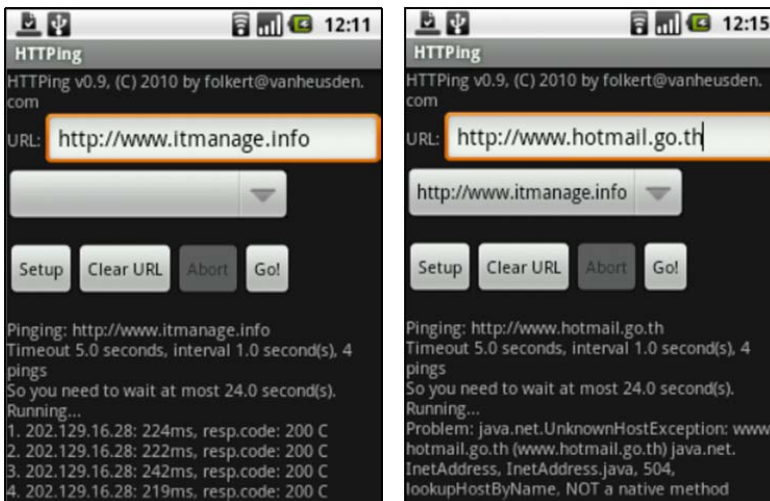 12:11
HTTPing
HTTPing v0.9, (C) 2010 by folkert@vanheusden.
com
URL: http://www.itmanage.info
Setup Clear URL Abort Go!
Pinging: http://www.itmanage.info
Timeout 5.0 seconds, interval 1.0 second(s), 4
pings
So you need to wait at most 24.0 second(s).
Running...
1. 202.129.16.28: 224ms, resp.code: 200 C
2. 202.129.16.28: 222ms, resp.code: 200 C
3. 202.129.16.28: 242ms, resp.code: 200 C
4. 202.129.16.28: 219ms, resp.code: 200 C
12:15
HTTPing
HTTPing v0.9, (C) 2010 by folkert@vanheusden.
com
URL: http://www.hotmail.go.th
http://www.itmanage.info
Setup Clear URL Abort Go!
Pinging: http://www.hotmail.go.th
Timeout 5.0 seconds, interval 1.0 second(s), 4
pings
So you need to wait at most 24.0 second(s).
Running...
Problem: java.net.UnknownHostException: www
hotmail.go.th (www.hotmail.go.th) java.net.
InetAddress, InetAddress.java, 504,
lookupHostByName, NOT a native method